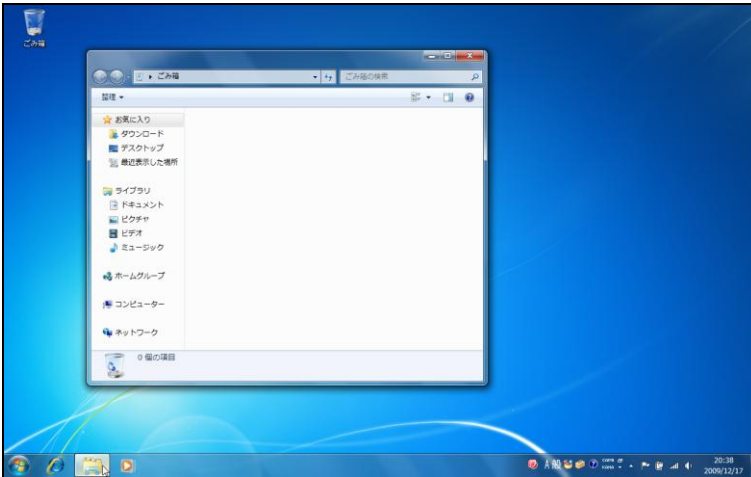 ごみ箱
ごみ箱
ごみ箱の検索
整理
お気に入り
ダウンロード
デスクトップ
最近表示した場所
ライブラリ
ドキュメント
ピクチャ
ビデオ
ミュージック
ホームグループ
コンピューター
ネットワーク
0 個の項目
A 般
CAPS
KANA
20:38
2009/12/17